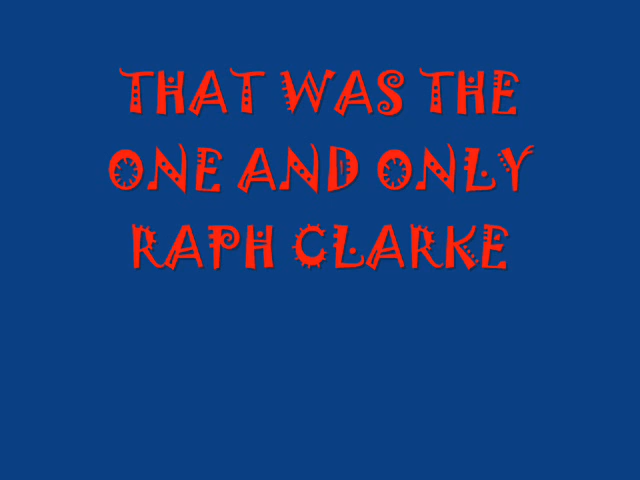 THAT WAS THE
ONE AND ONLY
RAPH CLARKE